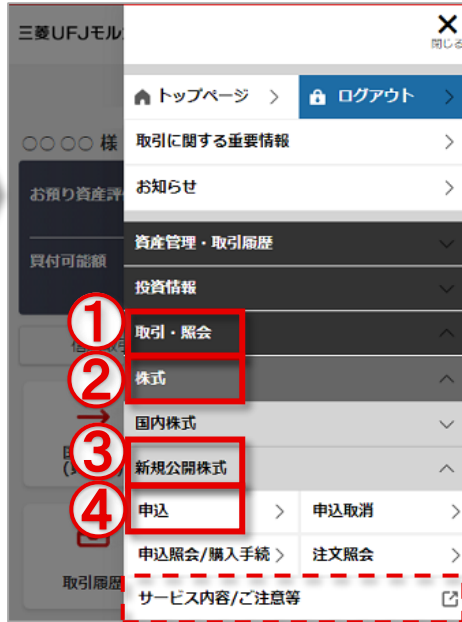 三菱UFJモル
閉じる
トップページ
ログアウト
○○○○ 様
取引に関する重要情報
お知らせ
お預り資産評
資産管理・取引履歴
買付可能額
投資情報
① 取引・照会
② 株式
国内株式
③ 新規公開株式
④ 申込
申込取消
申込照会/購入手続
注文照会
取引履歴
サービス内容/ご注意等